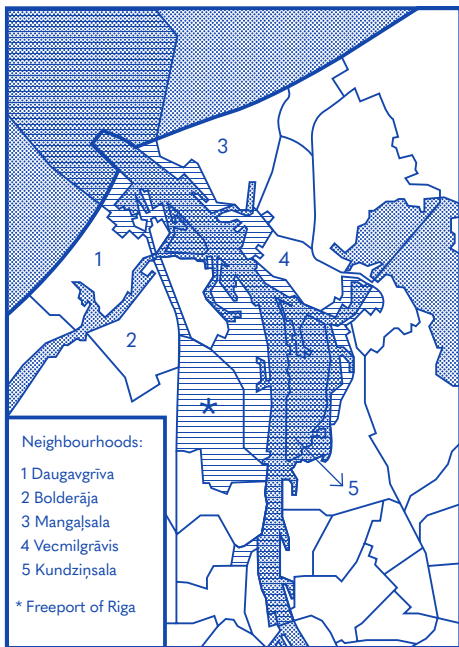 3
1
4
2
*
5
Neighbourhoods:
1 Daugavgrīva
2 Bolderāja
3 Mangaļsala
4 Vecmilgrāvis
5 Kundziņsala
* Freeport of Riga